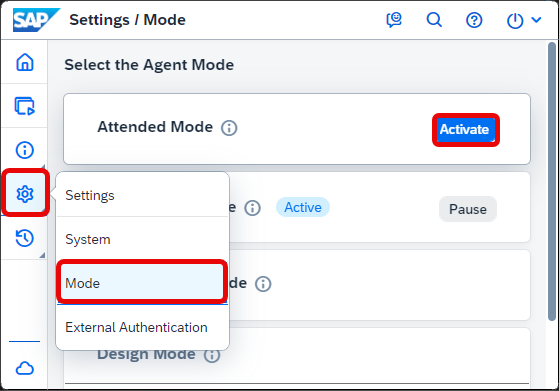 SAP Settings / Mode
Select the Agent Mode
Attended Mode
Activate
Settings
Active
Pause
System
Mode
External Authentication
Design Mode